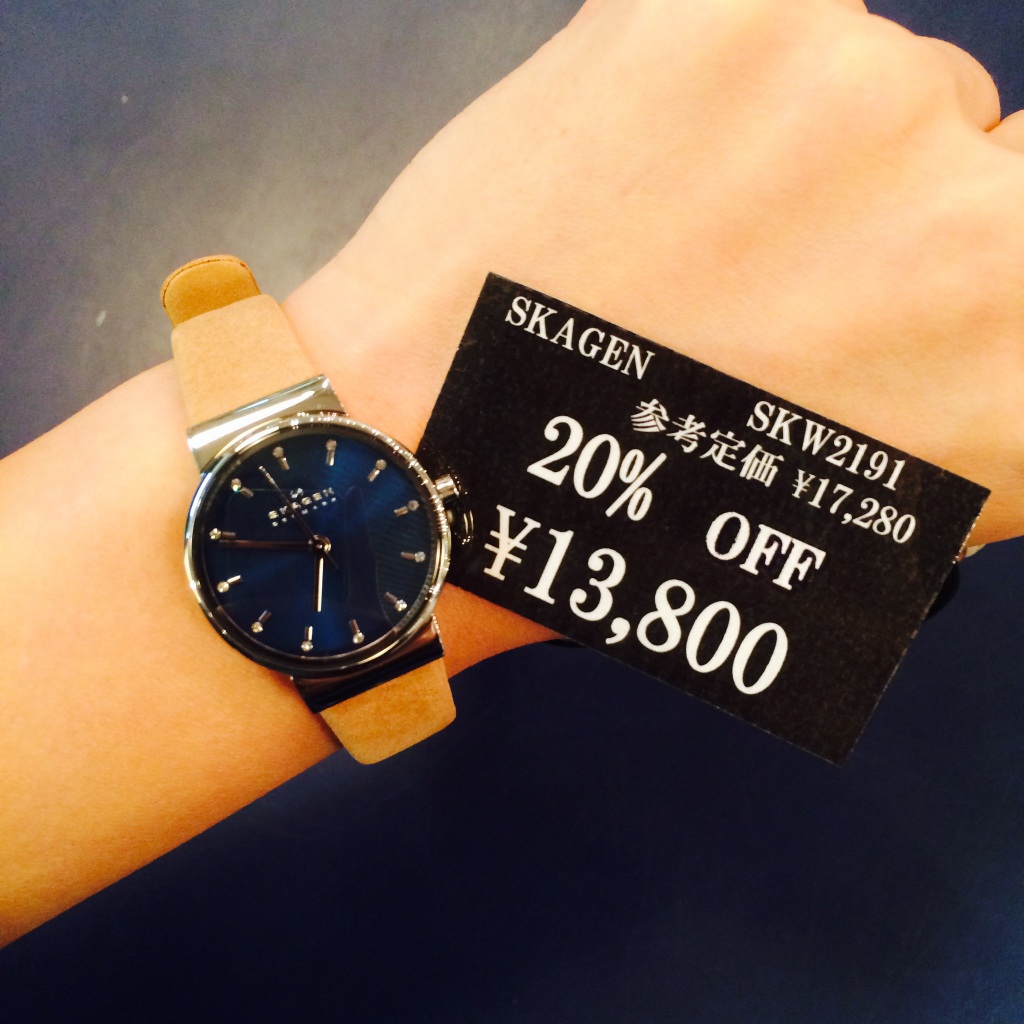 SKAGEN
SKW2191
参考定価 ¥17,280
20% OFF
¥13,800
SKAGEN